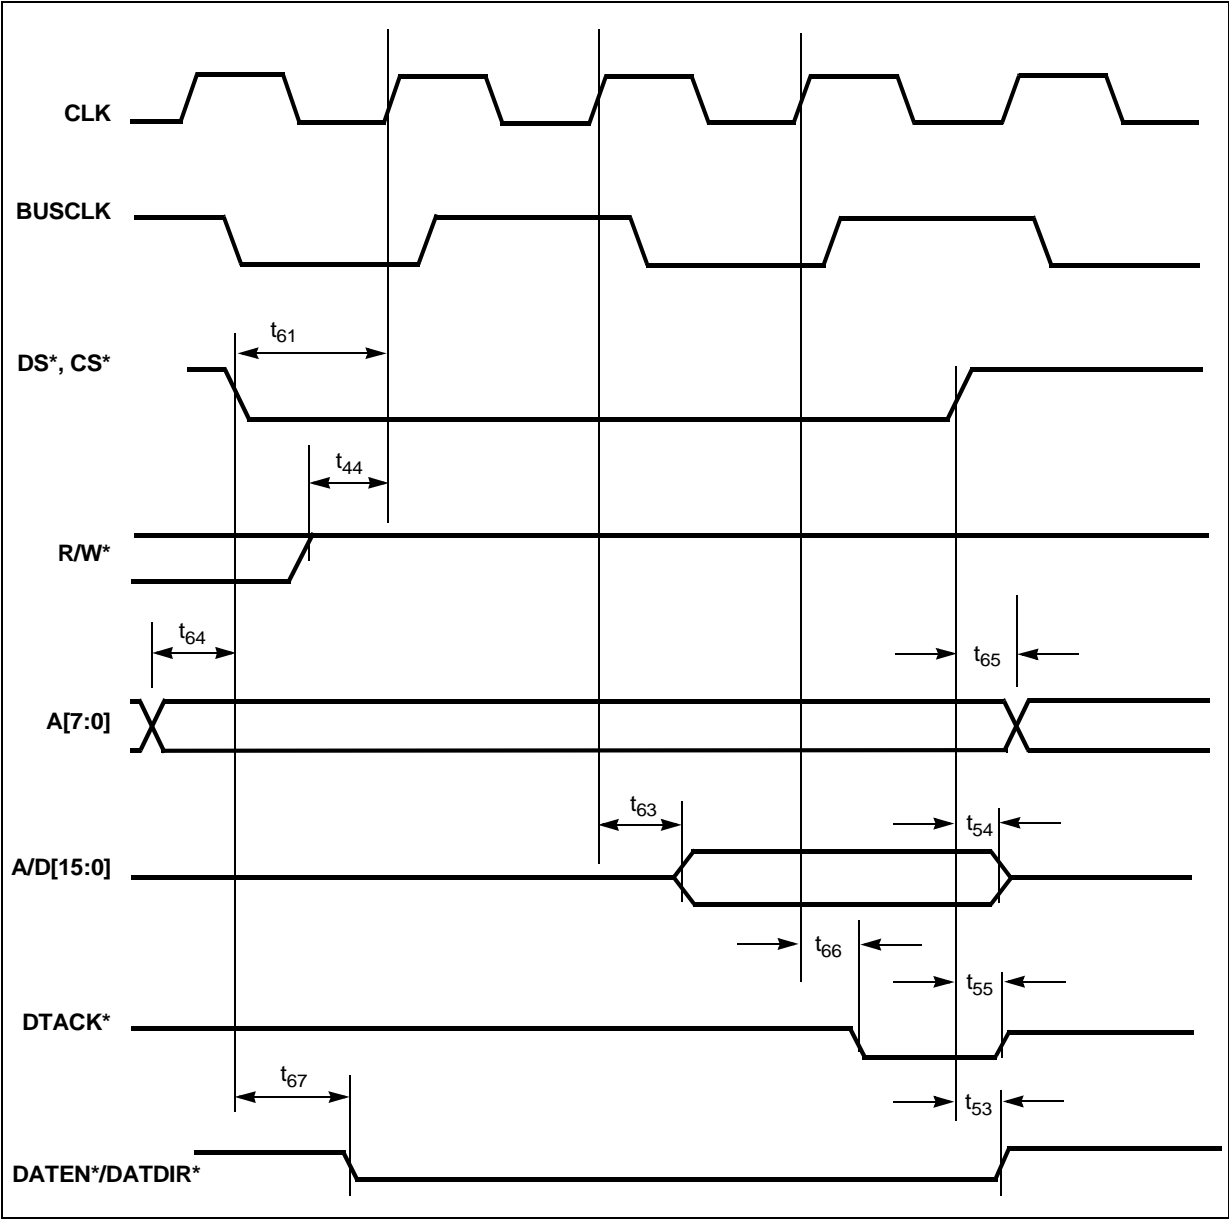 CLK
BUSCLK
t61
DS*, CS*
t44
R/W*
t64
t65
A[7:0]
t63
t54
A/D[15:0]
t66
t55
DTACK*
t67
t53
DATEN*/DATDIR*